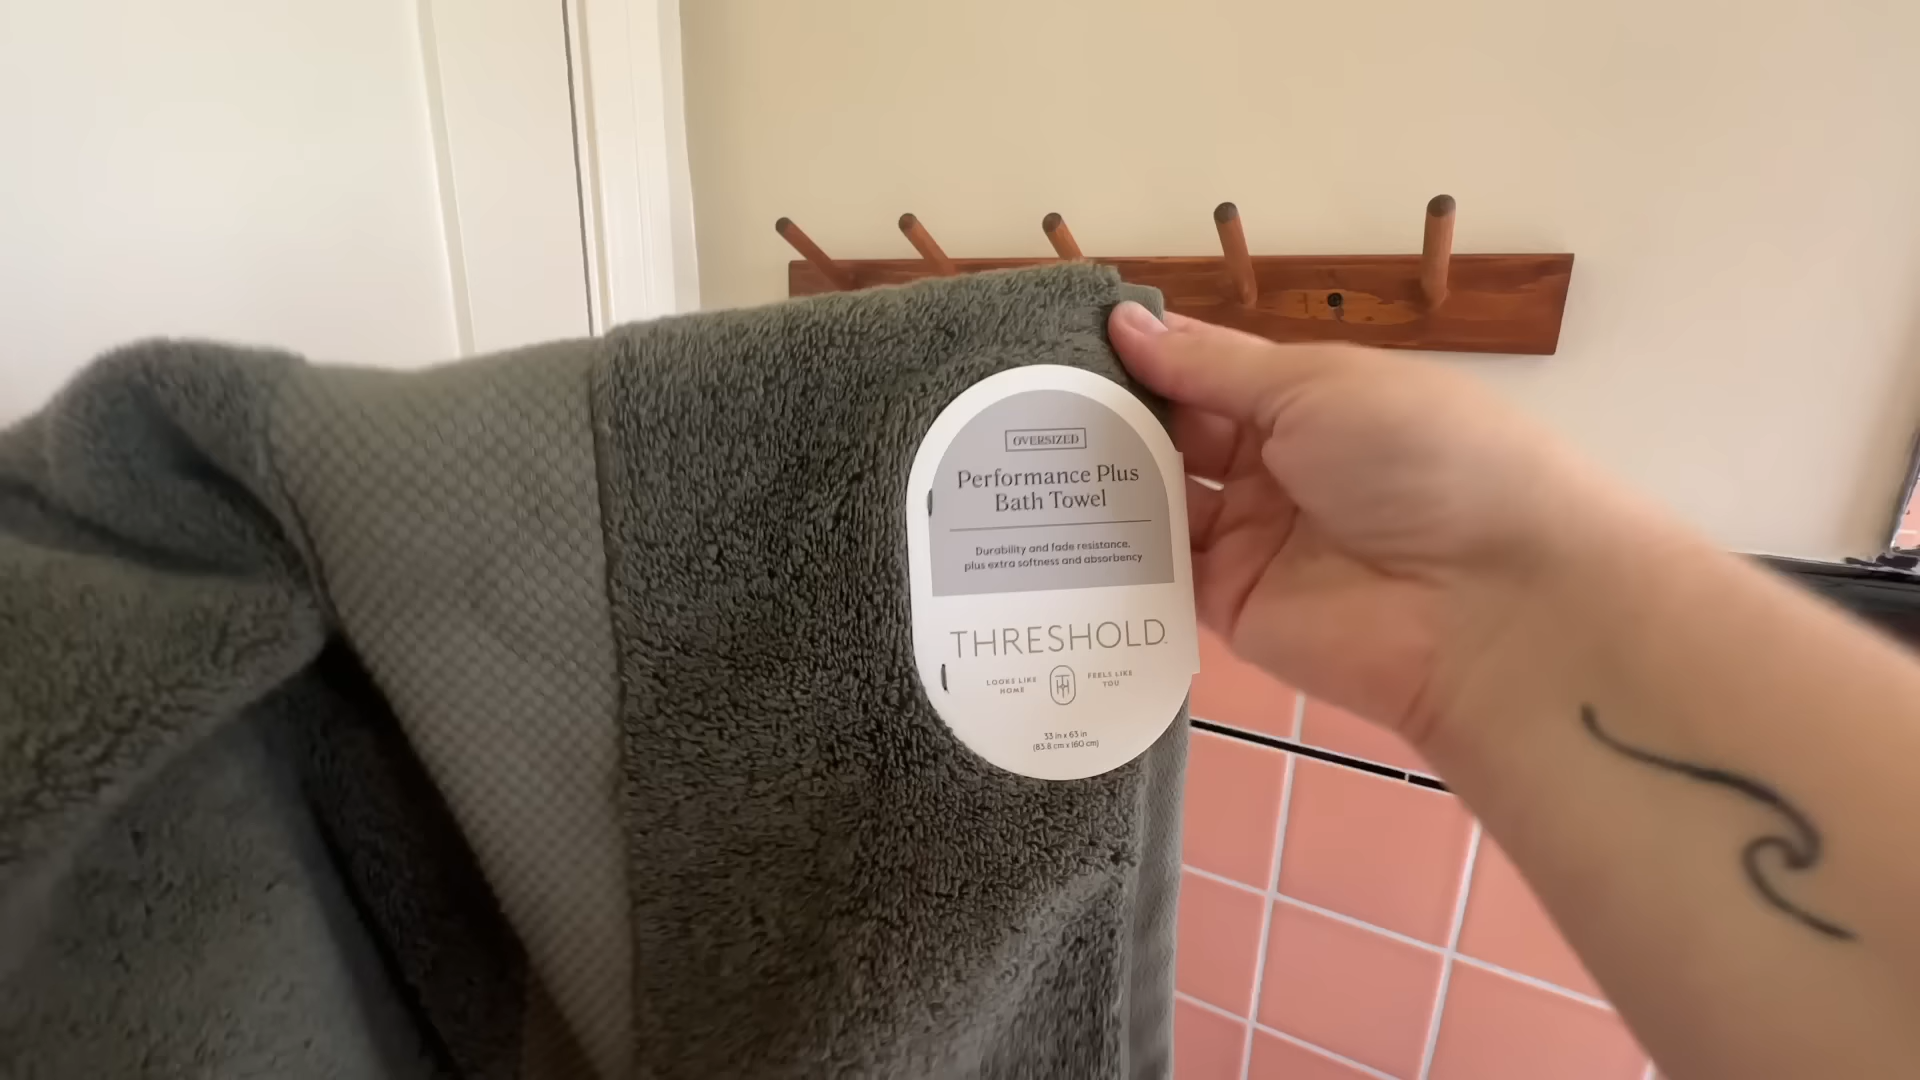 OVERSIZED
Performance Plus
Bath Towel
Durability and fade resistance,
plus extra softness and absorbency
THRESHOLD™
LOOKS LIKE
HOME
FEELS LIKE
YOU
33 in x 63 in
(83.8 cm x 160 cm)